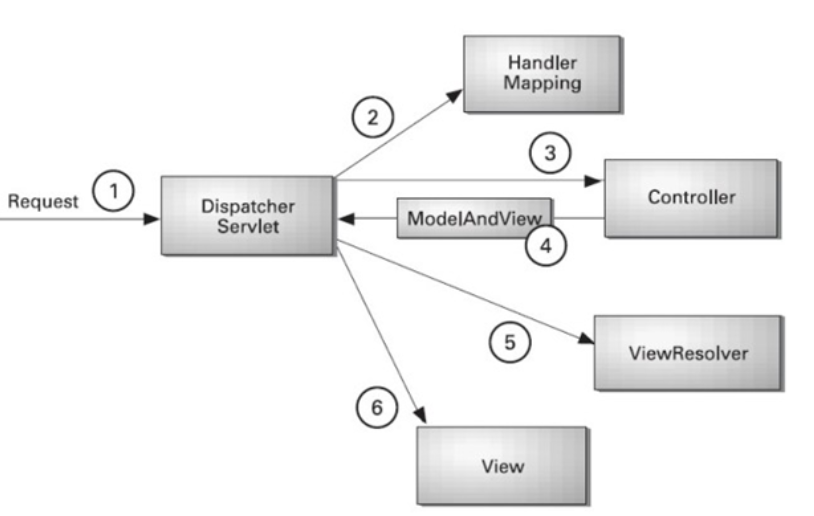 Handler
Mapping
2
3
1
Request
Dispatcher
Servlet
Controller
ModelAndView
4
5
ViewResolver
6
View